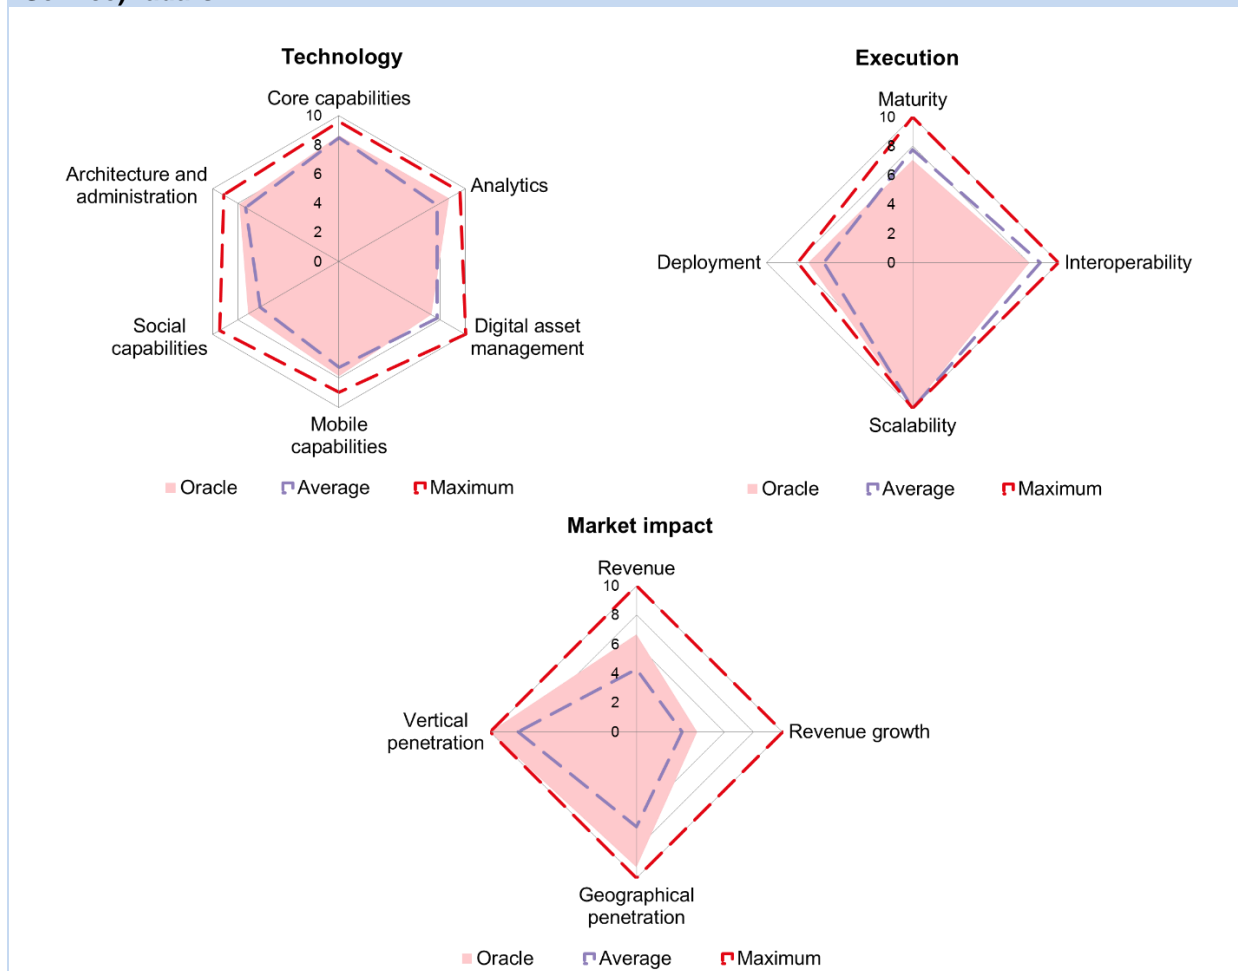 Technology
Core capabilities
10
8
6
4
2
0
Architecture and
administration
Analytics
Social
capabilities
Digital asset
management
Mobile
capabilities
Oracle Average Maximum
Execution
Maturity
10
8
6
4
2
0
Deployment
Interoperability
Scalability
Oracle Average Maximum
Market impact
Revenue
10
8
6
4
2
0
Vertical
penetration
Revenue growth
Geographical
penetration
Oracle Average Maximum